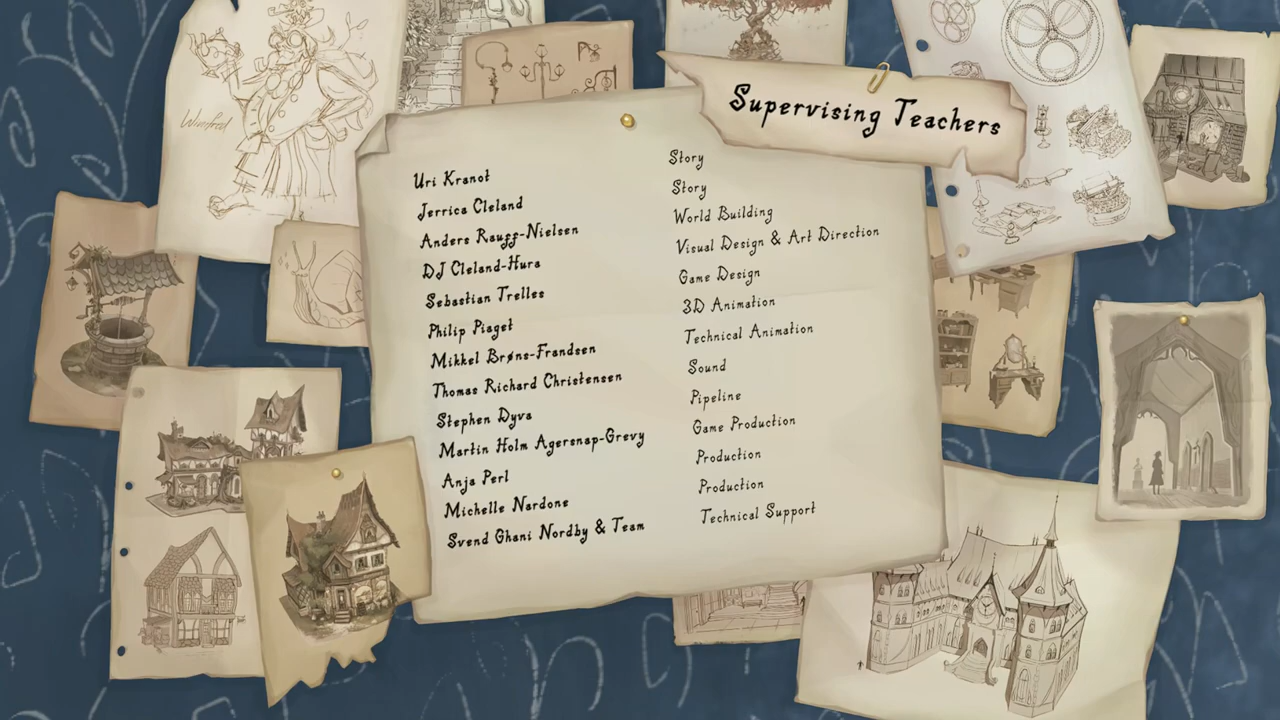 Winfred
Supervising Teachers
Uri Kranot Story
Jerrica Cleland Story
Anders Rauff-Nielsen World Building
DJ Cleland-Hura Visual Design & Art Direction
Sebastian Trelles Game Design
Philip Piaget 3D Animation
Mikkel Brøns-Frandsen Technical Animation
Thomas Richard Christensen Sound
Stephen Dyva Pipeline
Martin Holm Agersnap-Grevy Game Production
Anja Perl Production
Michelle Nardone Production
Svend Ghani Nordby & Team Technical Support